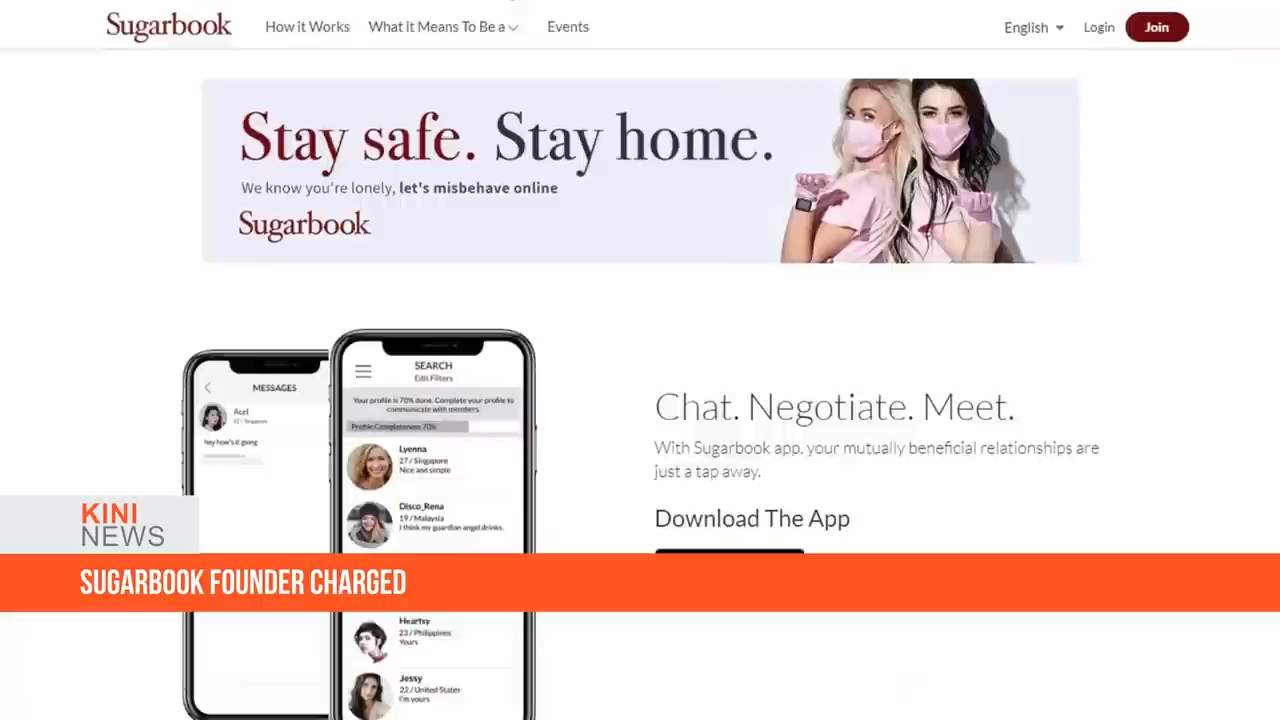 Sugarbook
How it Works
What it Means To Be a
Events
English
Login
Join
Stay safe. Stay home.
We know you're lonely, let's misbehave online
Sugarbook
MESSAGES
Acel
hey how's it going
SEARCH
Edit Filters
Your profile is 70% done. Complete your profile to
communicate with members.
Profile Completeness 70%
Lyenna
27 / Singapore
Nice and simple
Disco_Rena
19 / Malaysia
I think my guardian angel drinks.
Heartsy
23 / Philippines
Yours
Jessy
22 / United States
I'm yours
Chat. Negotiate. Meet.
With Sugarbook app, your mutually beneficial relationships are
just a tap away.
Download The App
KINI
NEWS
SUGARBOOK FOUNDER CHARGED